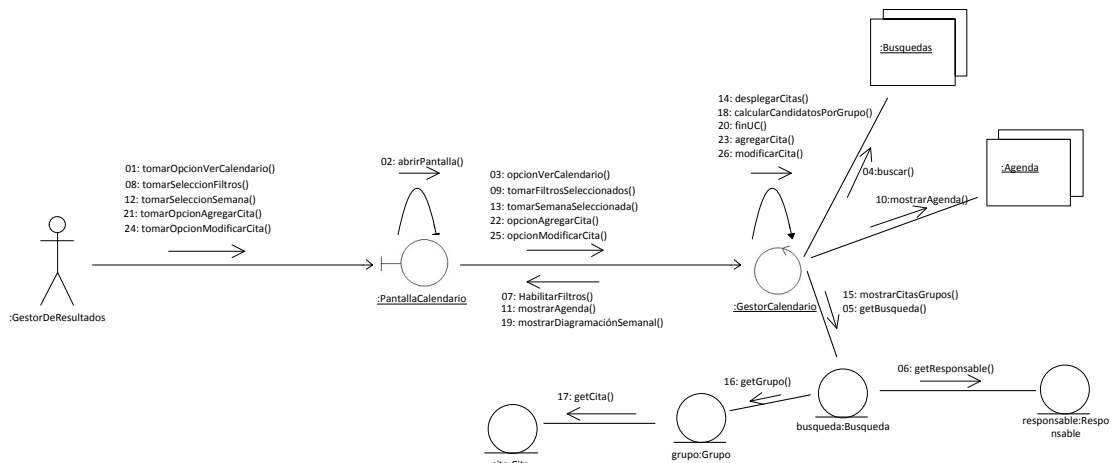 :Busquedas
14: desplegarCitas()
18: calcularCandidatosPorGrupo()
20: finUC()
23: agregarCita()
26: modificarCita()
:Agenda
01: tomarOpcionVerCalendario()
08: tomarSeleccionFiltros()
12: tomarSeleccionSemana()
21: tomarOpcionAgregarCita()
24: tomarOpcionModificarCita()
02: abrirPantalla()
03: opcionVerCalendario()
09: tomarFiltrosSeleccionados()
13: tomarSemanaSeleccionada()
22: opcionAgregarCita()
25: opcionModificarCita()
04:buscar()
10:mostrarAgenda()
:GestorDeResultados
:PantallaCalendario
07: HabilitarFiltros()
11: mostrarAgenda()
19: mostrarDiagramaciónSemanal()
:GestorCalendario
15: mostrarCitasGrupos()
05: getBusqueda()
16: getGrupo()
06: getResponsable()
17: getCita()
busqueda:Busqueda
responsable:Respo
nsable
grupo:Grupo
cita:Cita